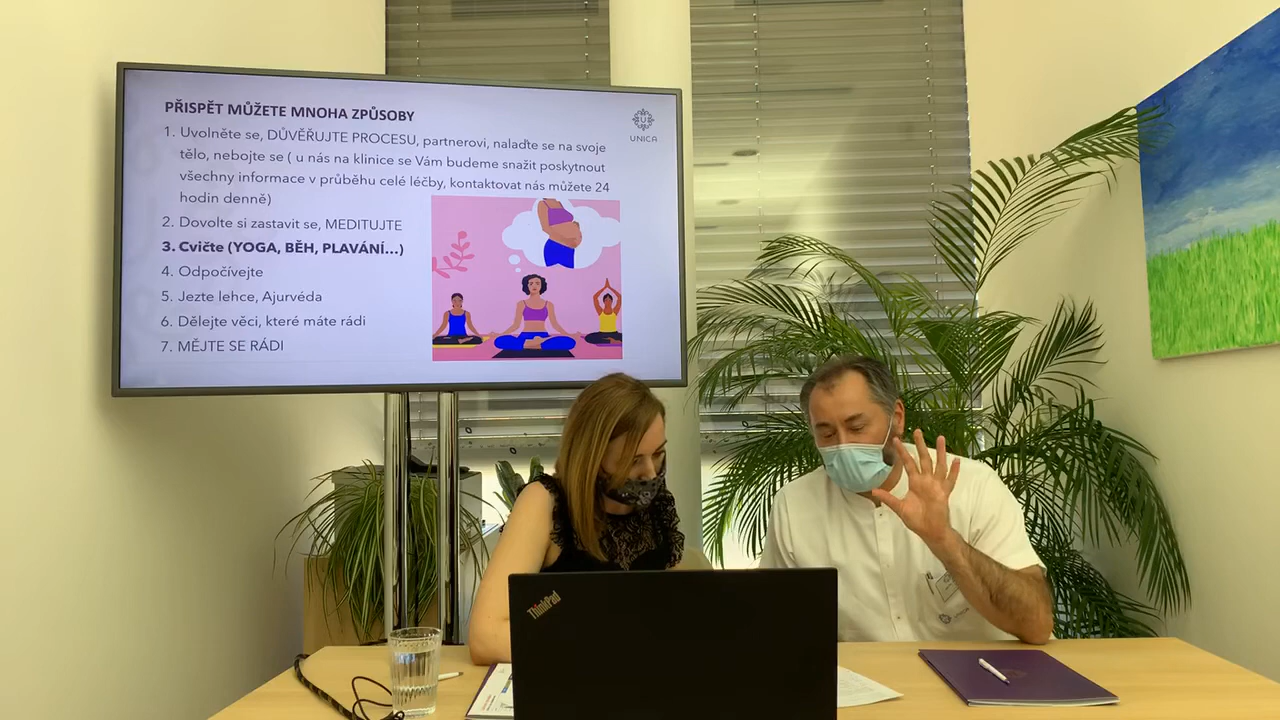 PŘISPĚT MŮŽETE MNOHA ZPŮSOBY
UNICA
1. Uvolněte se, DŮVĚŘUJTE PROCESU, partnerovi, nalaďte se na svoje
tělo, nebojte se ( u nás na klinice se Vám budeme snažit poskytnout
všechny informace v průběhu celé léčby, kontaktovat nás můžete 24
hodin denně)
2. Dovolte si zastavit se, MEDITUJTE
3. Cvičte (YOGA, BĚH, PLAVÁNÍ...)
4. Odpočívejte
5. Jezte lehce, Ajurvéda
6. Dělejte věci, které máte rádi
7. MĚJTE SE RÁDI
ThinkPad
UNICA